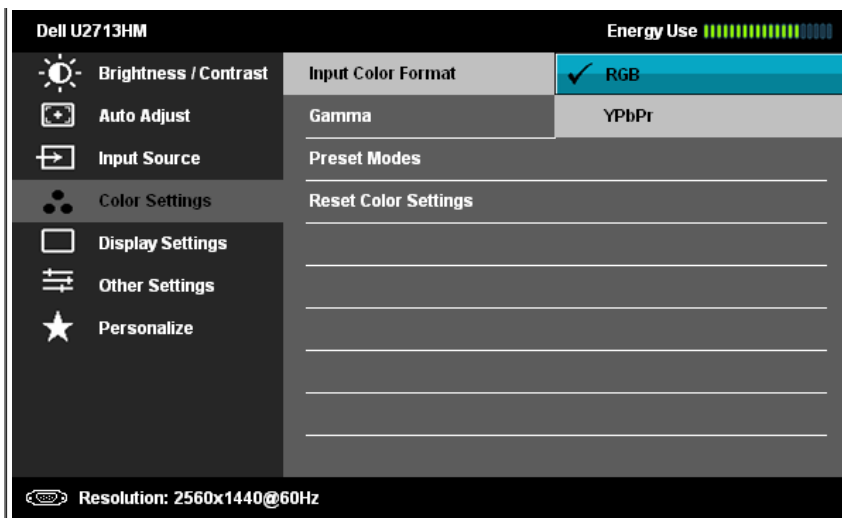 Dell U2713HM Energy Use
Brightness / Contrast Input Color Format RGB
Auto Adjust Gamma YPbPr
Input Source Preset Modes
Color Settings Reset Color Settings
Display Settings
Other Settings
Personalize
Resolution: 2560x1440@60Hz